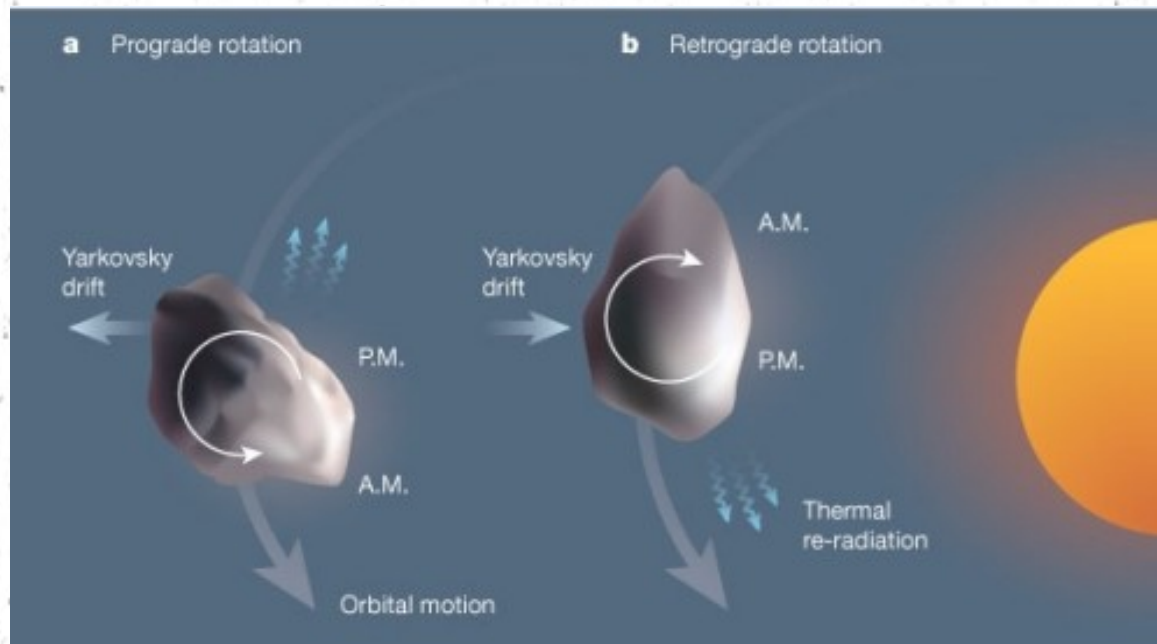 a Prograde rotation
b Retrograde rotation
Yarkovsky
drift
P.M.
A.M.
Orbital motion
Yarkovsky
drift
A.M.
P.M.
Thermal
re-radiation